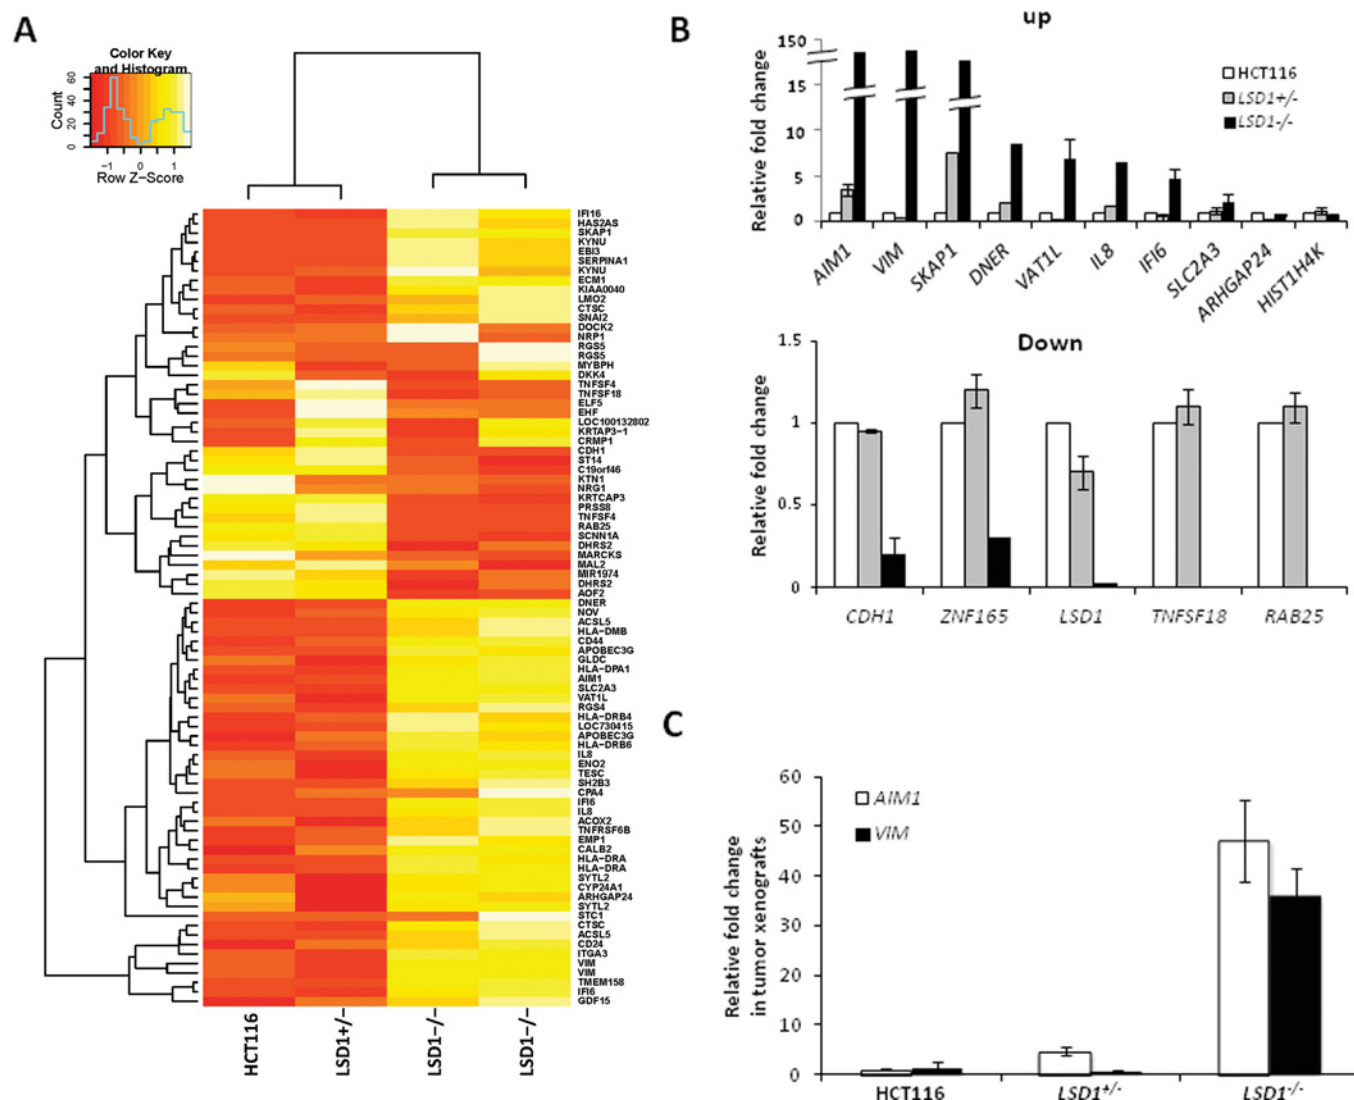 A
Color Key
and Histogram
Count
0 20 40 60
−1 0 1
Row Z−Score
IFI16
HAS2AS
SKAP1
KYNU
EBI3
SERPINA1
KYNU
ECM1
KIAA0040
LMO2
CTSC
SNAI2
DOCK2
NRP1
RGS5
RGS5
MYBPH
DKK4
TNFSF4
TNFSF18
ELF5
EHF
LOC100132802
KRTAP3−1
CRMP1
CDH1
ST14
C19orf46
KTN1
NRG1
KRTCAP3
PRSS8
TNFSF4
RAB25
SCNN1A
DHRS2
MARCKS
MAL2
MIR1974
DHRS2
AOF2
DNER
NOV
ACSL5
HLA−DMB
CD44
APOBEC3G
GLDC
HLA−DPA1
AIM1
SLC2A3
VAT1L
RGS4
HLA−DRB4
LOC730415
APOBEC3G
HLA−DRB6
IL8
ENO2
TESC
SH2B3
CPA4
IFI6
IL8
ACOX2
TNFRSF6B
EMP1
CALB2
HLA−DRA
HLA−DRA
SYTL2
CYP24A1
ARHGAP24
SYTL2
STC1
CTSC
ACSL5
CD24
ITGA3
VIM
VIM
TMEM158
IFI6
GDF15
HCT116
LSD1+/−
LSD1−/−
LSD1−/−
B
up
Relative fold change
150
15
10
5
0
HCT116
LSD1+/-
LSD1-/-
AIM1
VIM
SKAP1
DNER
VAT1L
IL8
IFI6
SLC2A3
ARHGAP24
HIST1H4K
Down
Relative fold change
1.5
1
0.5
0
CDH1
ZNF165
LSD1
TNFSF18
RAB25
C
Relative fold change
in tumor xenografts
60
50
40
30
20
10
0
AIM1
VIM
HCT116
LSD1+/-
LSD1-/-